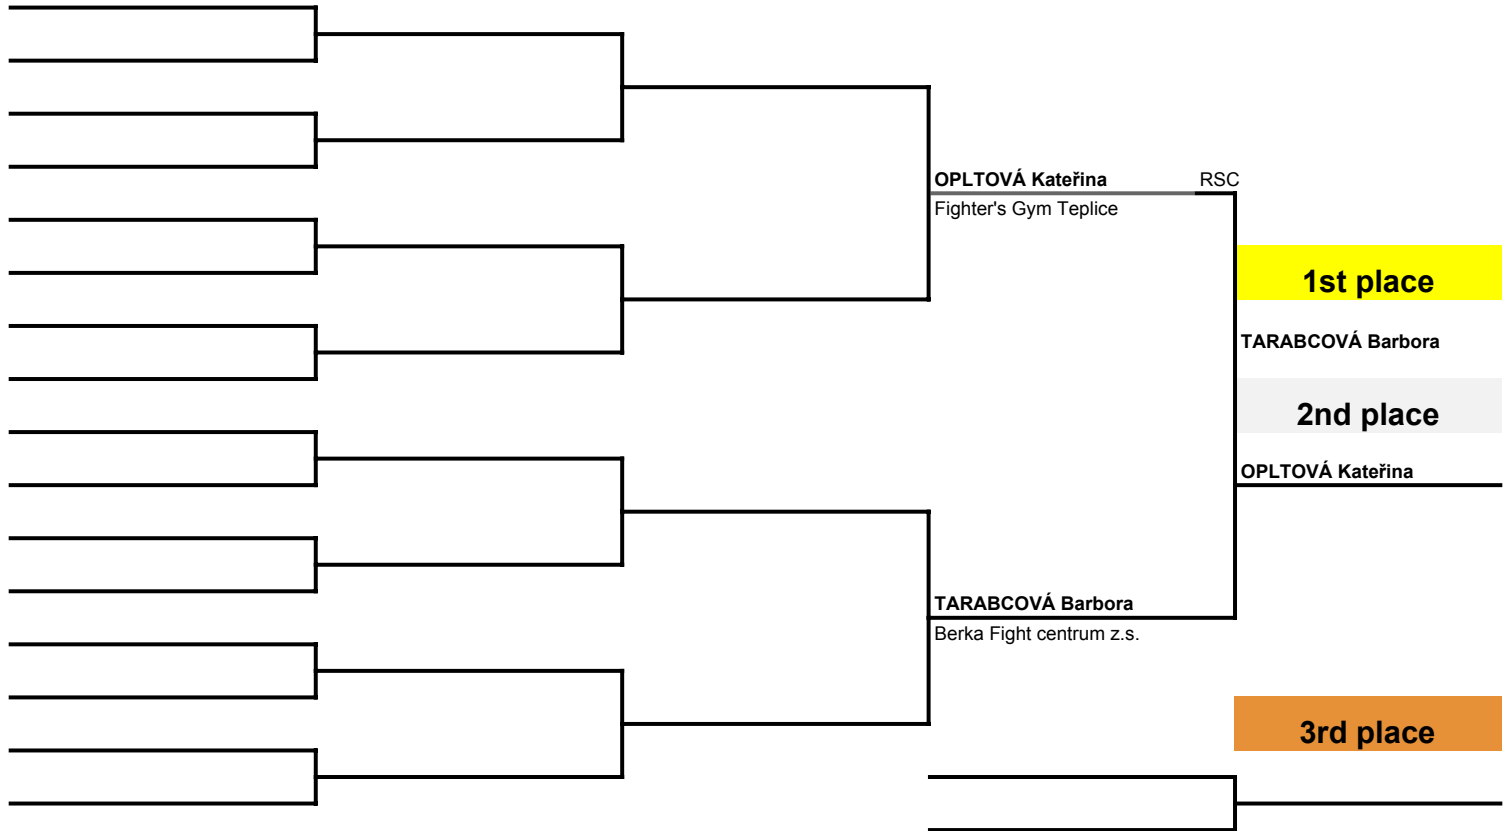 OPLTOVÁ Kateřina RSC
Fighter's Gym Teplice
1st place
TARABCOVÁ Barbora
2nd place
OPLTOVÁ Kateřina
TARABCOVÁ Barbora
Berka Fight centrum z.s.
3rd place